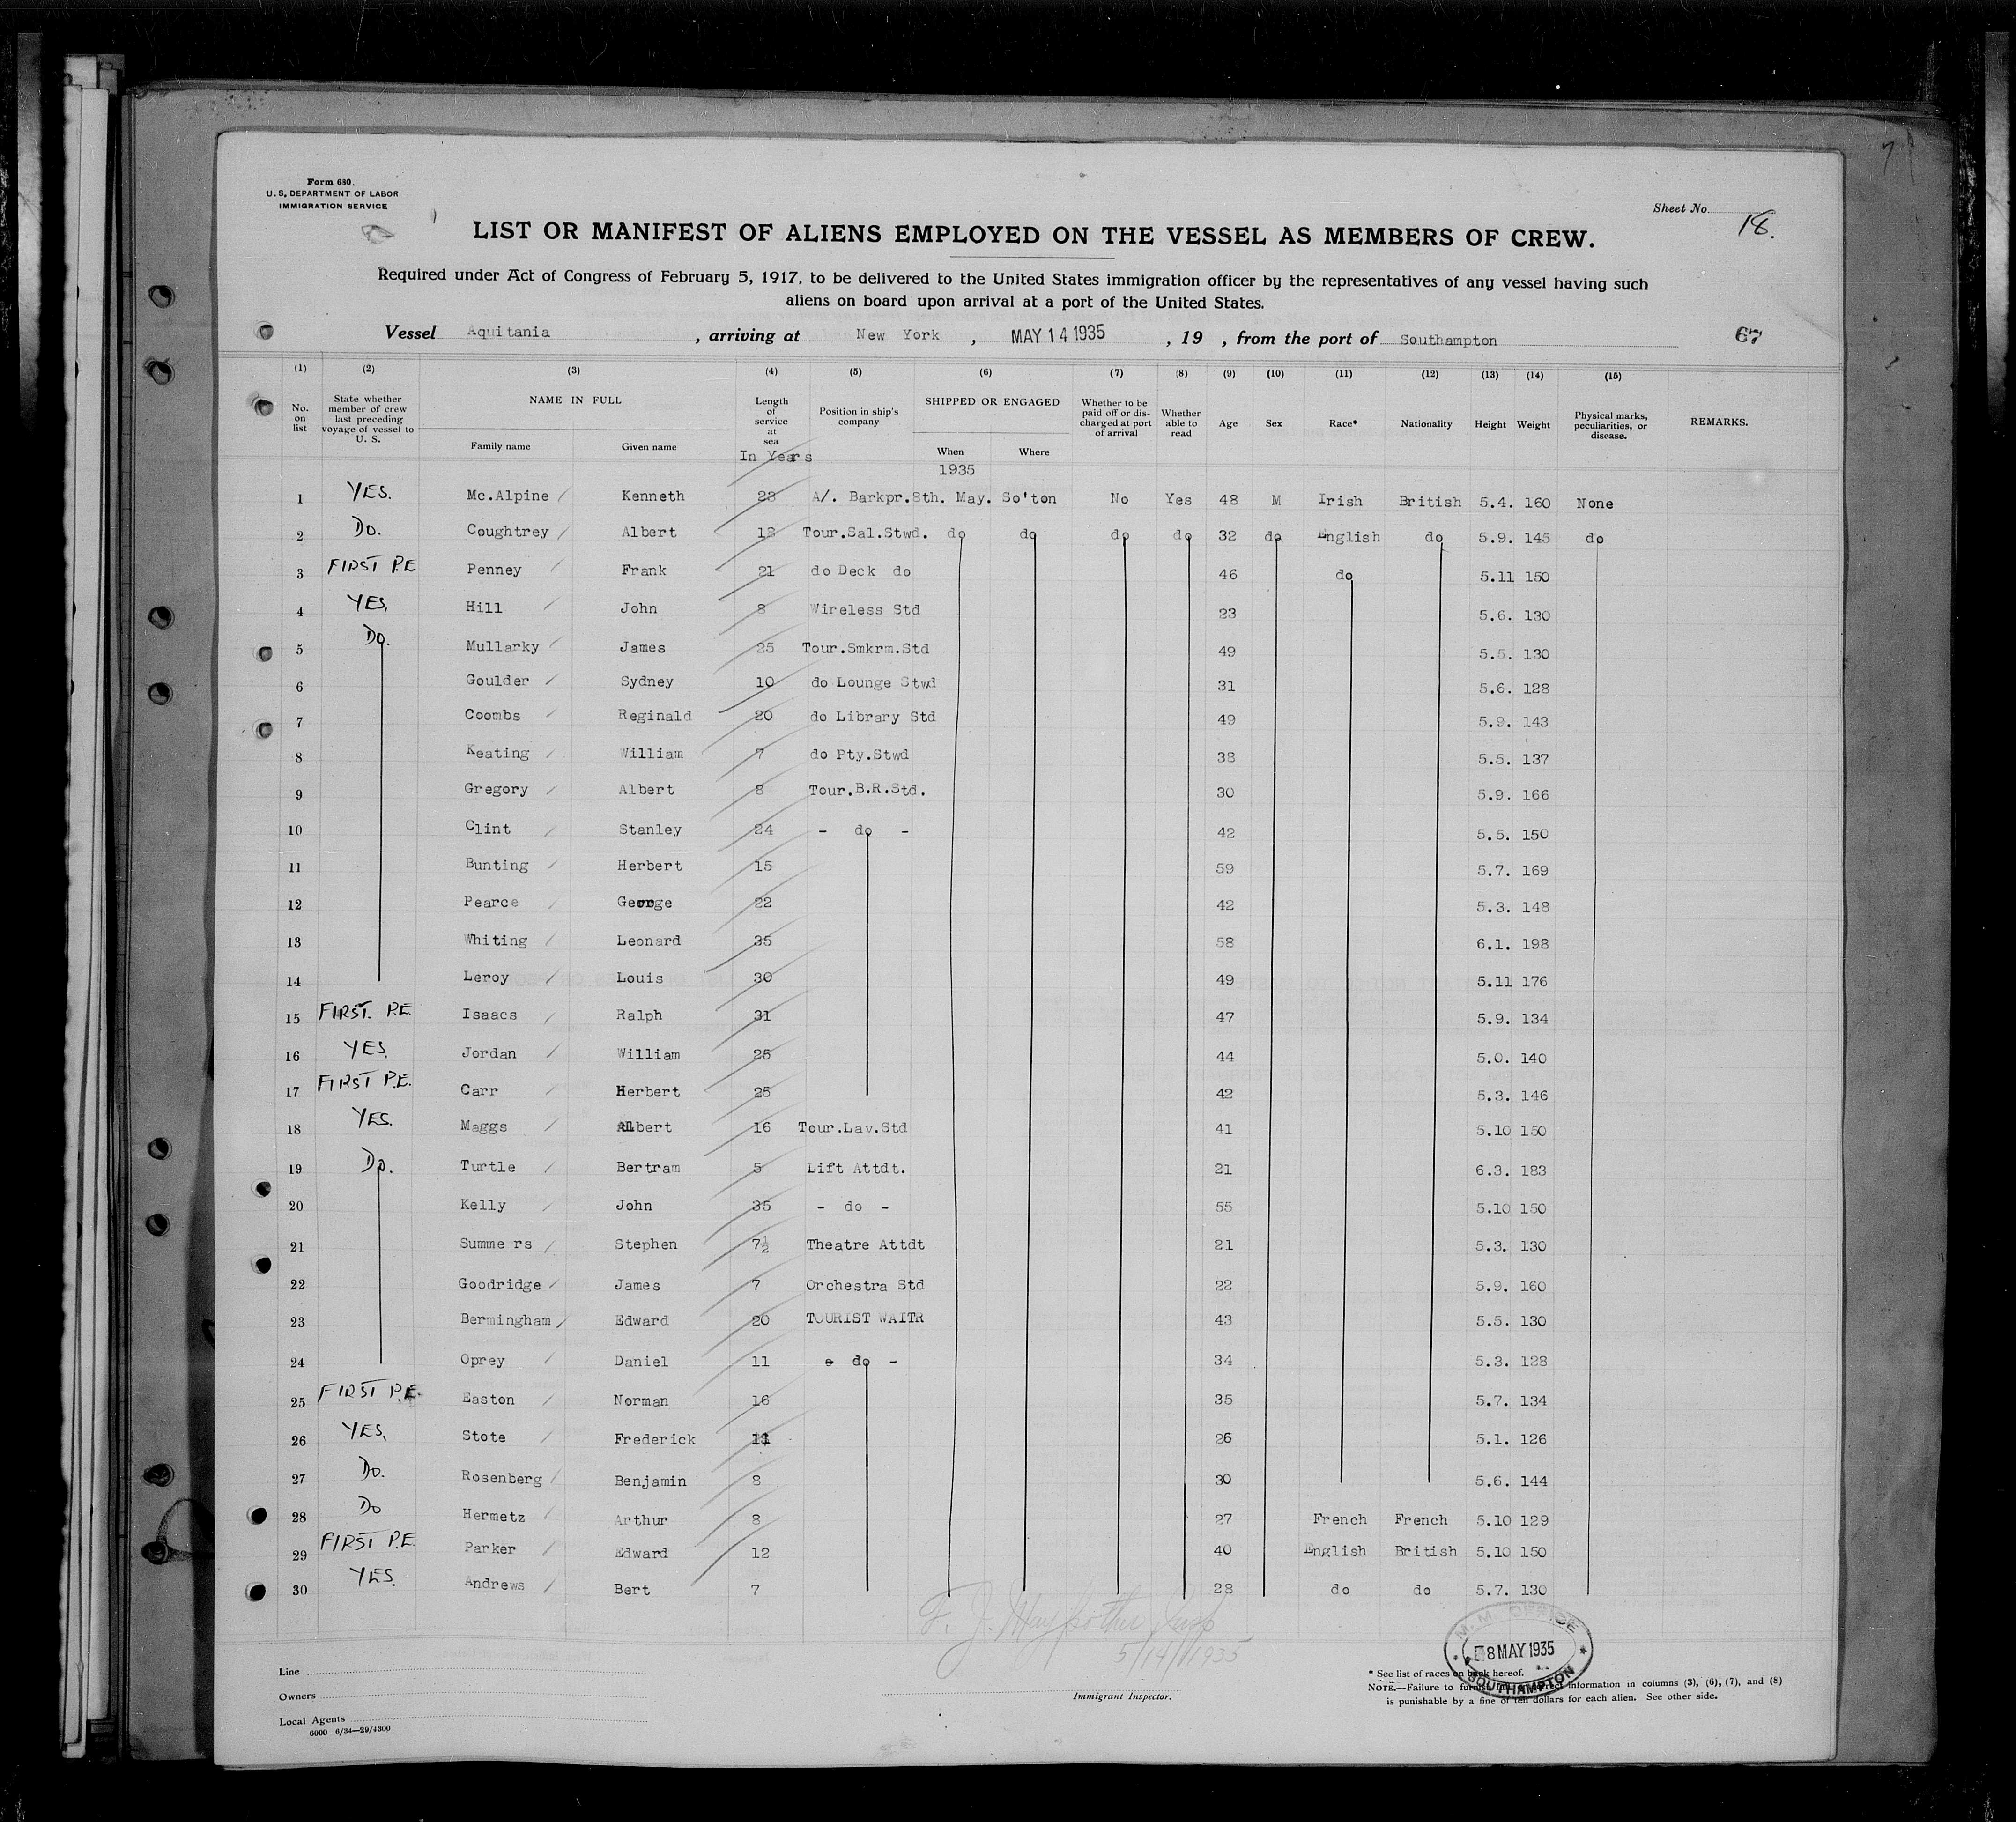 Form 680.
U. S. DEPARTMENT OF LABOR
IMMIGRATION SERVICE
Sheet No. 18.
LIST OR MANIFEST OF ALIENS EMPLOYED ON THE VESSEL AS MEMBERS OF CREW.
Required under Act of Congress of February 5, 1917, to be delivered to the United States immigration officer by the representatives of any vessel having such
aliens on board upon arrival at a port of the United States.
Vessel Aquitania , arriving at New York , MAY 14 1935 , 19 , from the port of Southampton 67
(1) (2) (3) (4) (5) (6) (7) (8) (9) (10) (11) (12) (13) (14) (15)
No. on list State whether member of crew last preceding voyage of vessel to U. S. NAME IN FULL Family name Given name Length of service at sea In Years Position in ship's company SHIPPED OR ENGAGED When 1935 Where Whether to be paid off or discharged at port of arrival Whether able to read Age Sex Race* Nationality Height Weight Physical marks, peculiarities, or disease. REMARKS.
1 YES. Mc.Alpine Kenneth 23 A/. Barkpr. 8th. May. So'ton No Yes 48 M Irish British 5.4. 160 None
2 Do. Coughtrey Albert 18 Tour.Sal.Stwd. do do do do 32 do English do 5.9. 145 do
3 FIRST P.E Penney Frank 21 do Deck do 46 do 5.11 150
4 YES, Hill John 8 Wireless Std 23 5.6. 130
5 Do. Mullarky James 25 Tour.Smkrm.Std 49 5.5. 130
6 Goulder Sydney 10 do Lounge Stwd 31 5.6. 128
7 Coombs Reginald 20 do Library Std 49 5.9. 143
8 Keating William 7 do Pty.Stwd 38 5.5. 137
9 Gregory Albert 8 Tour.B.R.Std. 30 5.9. 166
10 Clint Stanley 24 - do - 42 5.5. 150
11 Bunting Herbert 15 59 5.7. 169
12 Pearce George 22 42 5.3. 148
13 Whiting Leonard 35 58 6.1. 198
14 Leroy Louis 30 49 5.11 176
15 FIRST. P.E Isaacs Ralph 31 47 5.9. 134
16 YES. Jordan William 26 44 5.0. 140
17 FIRST P.E. Carr Herbert 25 42 5.3. 146
18 YES. Maggs Albert 16 Tour.Lav.Std 41 5.10 150
19 Do. Turtle Bertram 5 Lift Attdt. 21 6.3. 183
20 Kelly John 35 - do - 55 5.10 150
21 Summers Stephen 7½ Theatre Attdt 21 5.3. 130
22 Goodridge James 7 Orchestra Std 22 5.9. 160
23 Bermingham Edward 20 TOURIST WAITR 43 5.5. 130
24 Oprey Daniel 11 do - 34 5.3. 128
25 FIRST P.E. Easton Norman 16 35 5.7. 134
26 YES, Stote Frederick 11 26 5.1. 126
27 Do. Rosenberg Benjamin 8 30 5.6. 144
28 Do Hermetz Arthur 8 27 French French 5.10 129
29 FIRST P.E. Parker Edward 12 40 English British 5.10 150
30 YES. Andrews Bert 7 28 do do 5.7. 130
F. J.
5/14/1935
M.M. OFFICE
8 MAY 1935
SOUTHAMPTON
Line
Owners
Local Agents
6000 6/34—29/4300
Immigrant Inspector.
* See list of races on back hereof.
NOTE.—Failure to furnish information in columns (3), (6), (7), and (8)
is punishable by a fine of ten dollars for each alien. See other side.